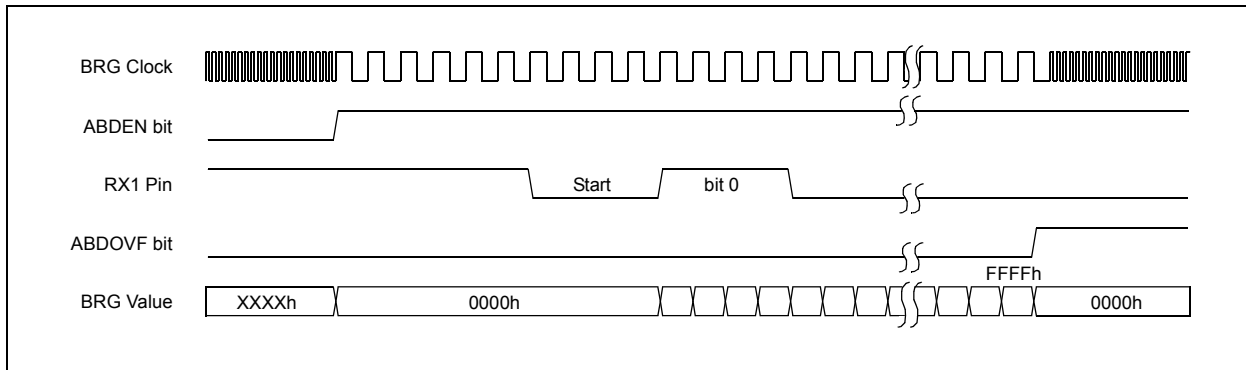 BRG Clock
ABDEN bit
RX1 Pin
Start
bit 0
ABDOVF bit
FFFFh
BRG Value
XXXXh
0000h
0000h